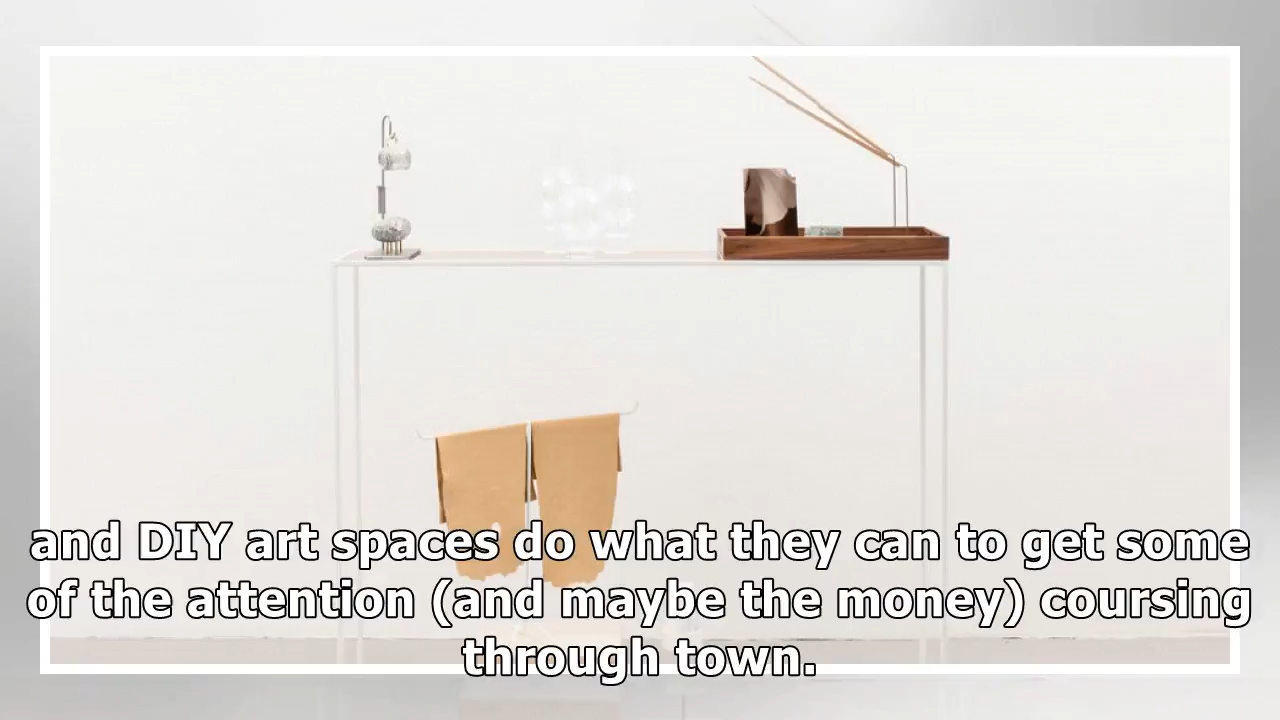 and DIY art spaces do what they can to get some
of the attention (and maybe the money) coursing
through town.